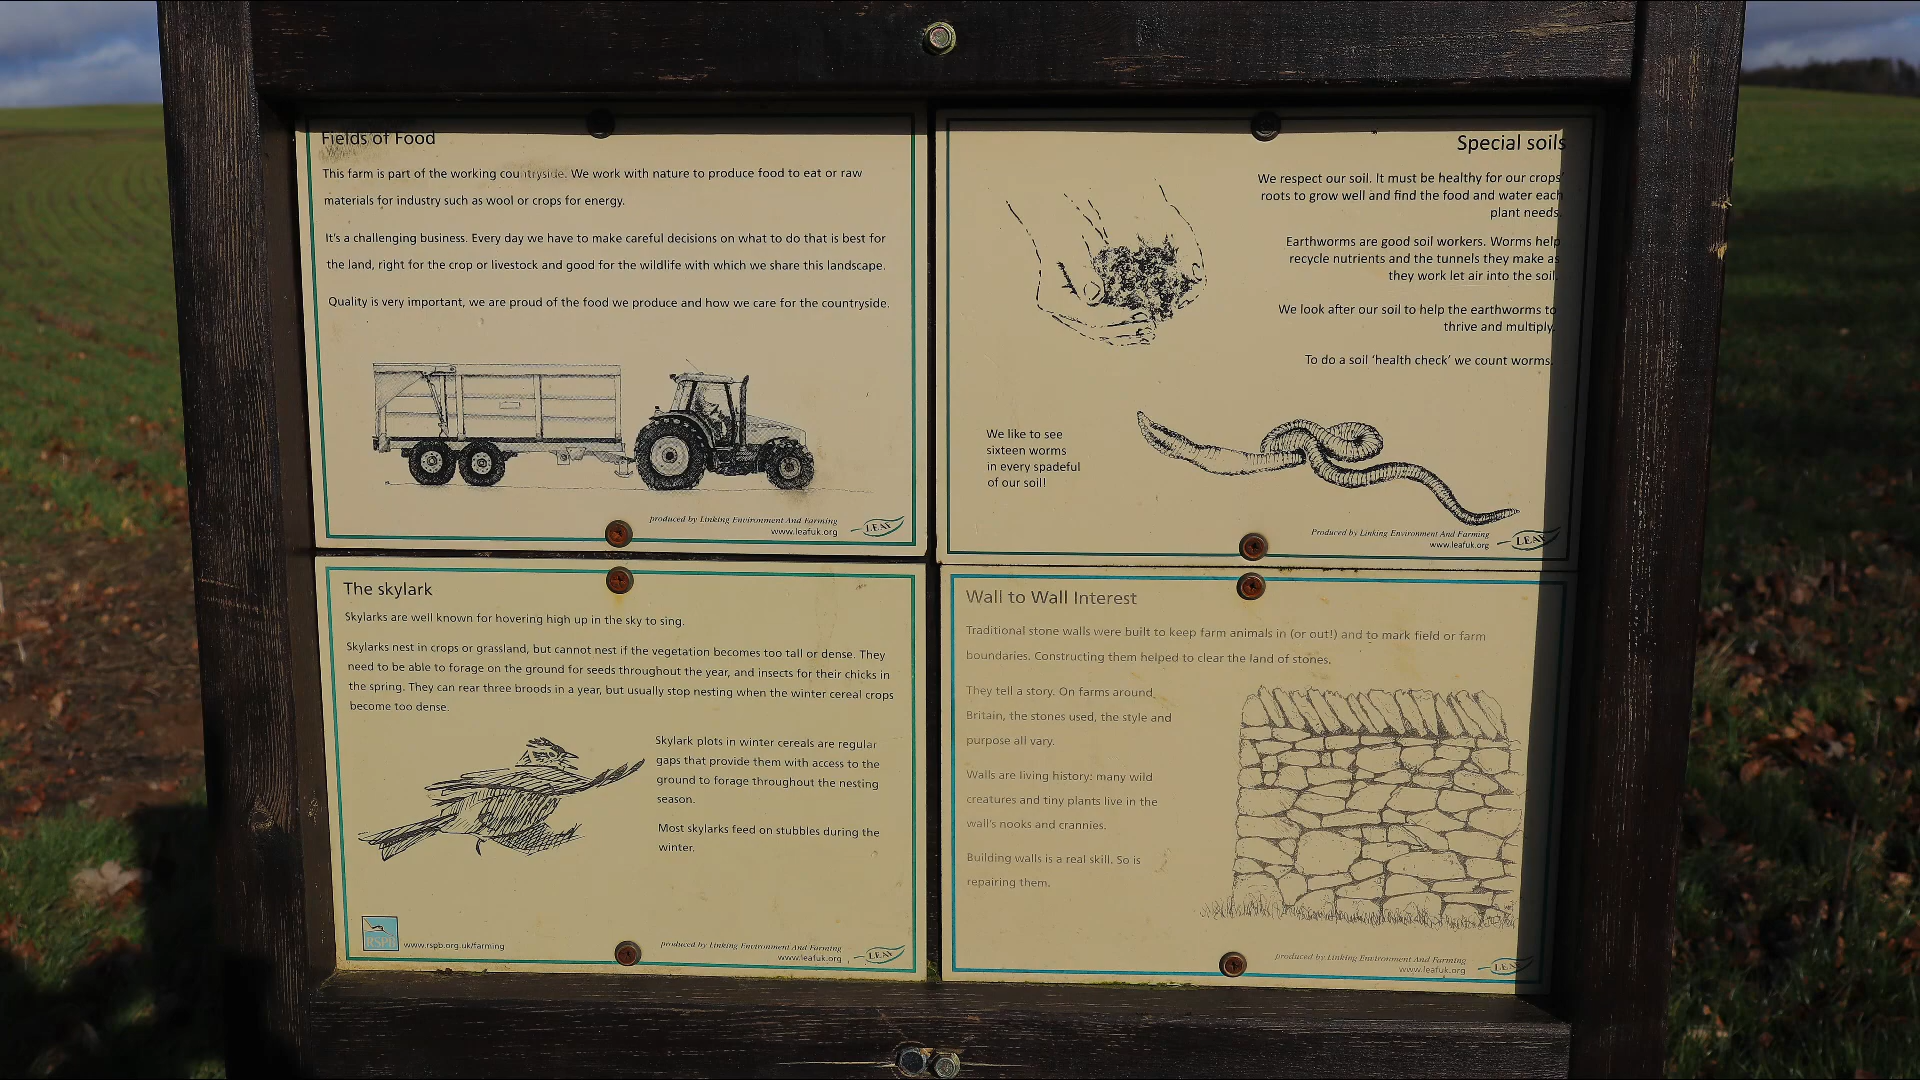 Fields of Food
This farm is part of the working countryside. We work with nature to produce food to eat or raw
materials for industry such as wool or crops for energy.
It's a challenging business. Every day we have to make careful decisions on what to do that is best for
the land, right for the crop or livestock and good for the wildlife with which we share this landscape.
Quality is very important, we are proud of the food we produce and how we care for the countryside.
produced by Linking Environment And Farming
www.leafuk.org
LEAF
Special soils
We respect our soil. It must be healthy for our crops'
roots to grow well and find the food and water each
plant needs.
Earthworms are good soil workers. Worms help
recycle nutrients and the tunnels they make as
they work let air into the soil.
We look after our soil to help the earthworms to
thrive and multiply.
To do a soil 'health check' we count worms.
We like to see
sixteen worms
in every spadeful
of our soil!
Produced by Linking Environment And Farming
www.leafuk.org
LEAF
The skylark
Skylarks are well known for hovering high up in the sky to sing.
Skylarks nest in crops or grassland, but cannot nest if the vegetation becomes too tall or dense. They
need to be able to forage on the ground for seeds throughout the year, and insects for their chicks in
the spring. They can rear three broods in a year, but usually stop nesting when the winter cereal crops
become too dense.
Skylark plots in winter cereals are regular
gaps that provide them with access to the
ground to forage throughout the nesting
season.
Most skylarks feed on stubbles during the
winter.
RSPB
www.rspb.org.uk/farming
produced by Linking Environment And Farming
www.leafuk.org
LEAF
Wall to Wall Interest
Traditional stone walls were built to keep farm animals in (or out!) and to mark field or farm
boundaries. Constructing them helped to clear the land of stones.
They tell a story. On farms around
Britain, the stones used, the style and
purpose all vary.
Walls are living history: many wild
creatures and tiny plants live in the
wall's nooks and crannies.
Building walls is a real skill. So is
repairing them.
produced by Linking Environment And Farming
www.leafuk.org
LEAF